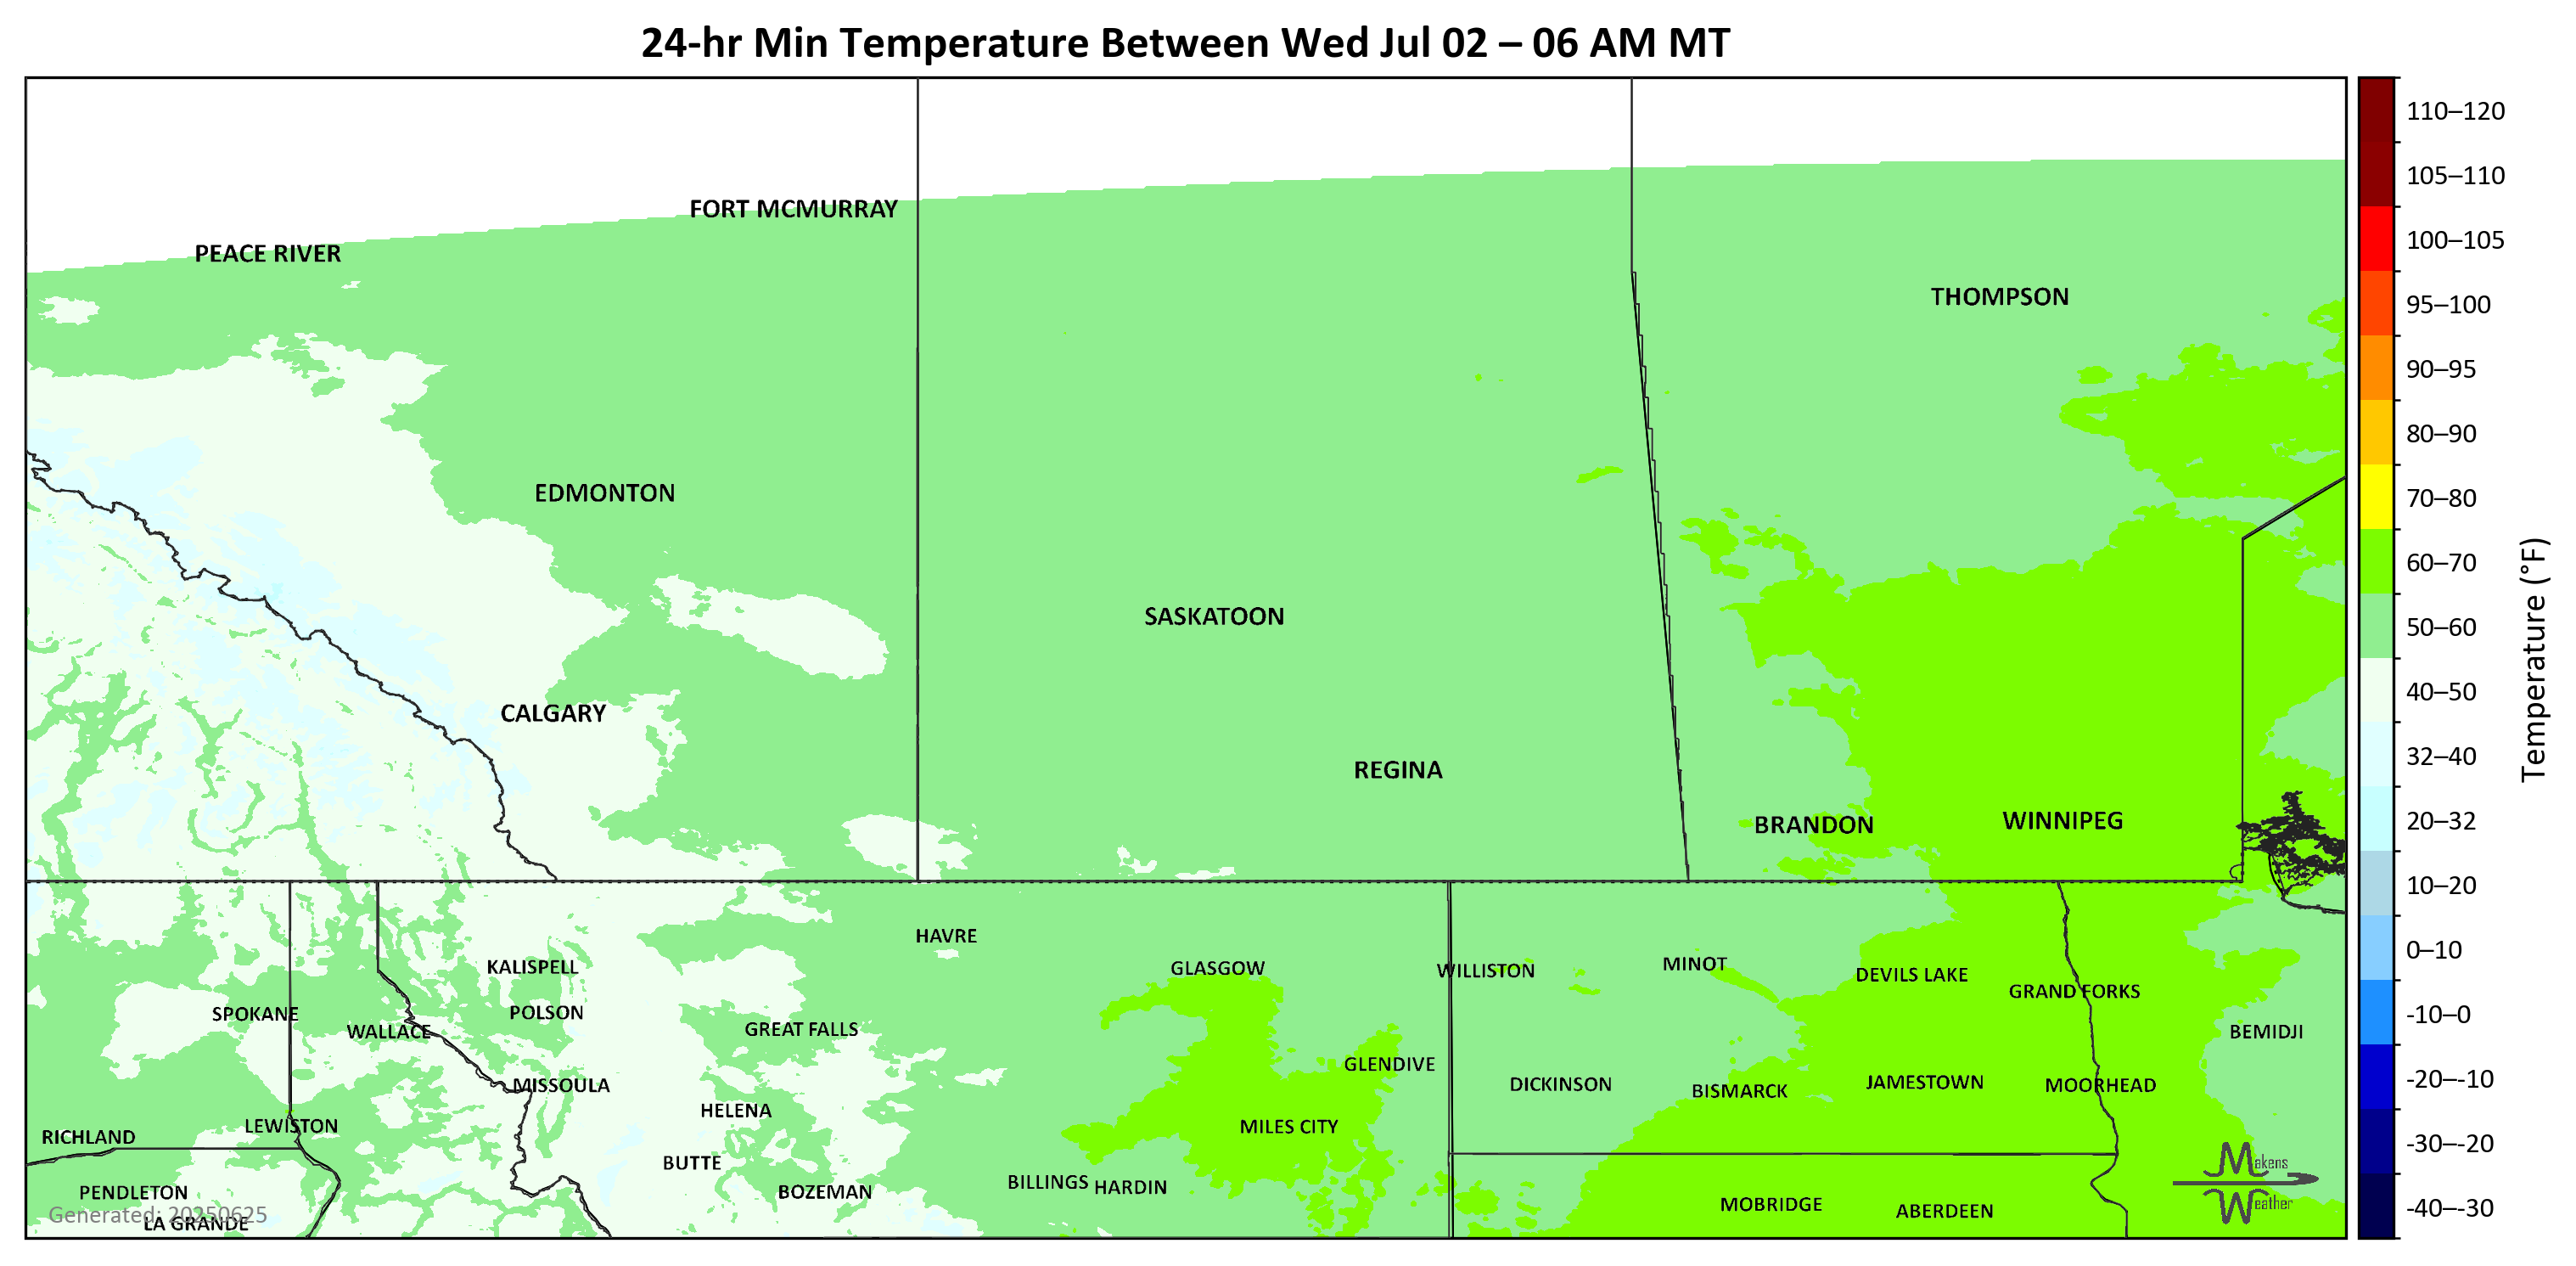 24-hr Min Temperature Between Wed Jul 02 – 06 AM MT
110–120
105–110
100–105
95–100
90–95
80–90
70–80
60–70
50–60
40–50
32–40
20–32
10–20
0–10
-10–0
-20–-10
-30–-20
-40–-30
Temperature (°F)
FORT MCMURRAY
PEACE RIVER
THOMPSON
EDMONTON
SASKATOON
CALGARY
REGINA
BRANDON
WINNIPEG
HAVRE
KALISPELL
GLASGOW
WILLISTON
MINOT
DEVILS LAKE
GRAND FORKS
SPOKANE
POLSON
WALLACE
GREAT FALLS
BEMIDJI
GLENDIVE
MISSOULA
DICKINSON
BISMARCK
JAMESTOWN
MOORHEAD
HELENA
LEWISTON
MILES CITY
RICHLAND
BUTTE
BILLINGS
HARDIN
PENDLETON
BOZEMAN
MOBRIDGE
ABERDEEN
Generated: 20250625
LA GRANDE
Makens
Weather